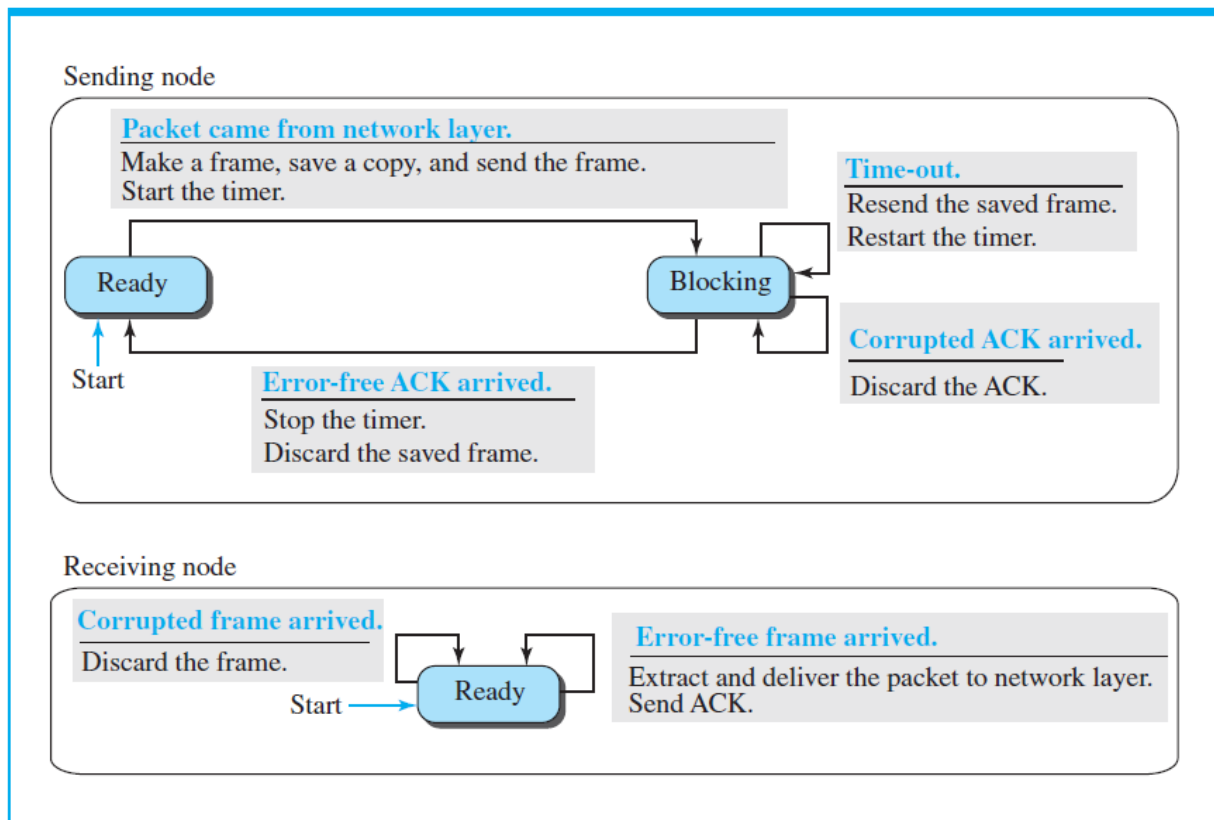 Sending node
Packet came from network layer.
Make a frame, save a copy, and send the frame.
Start the timer.
Time-out.
Resend the saved frame.
Restart the timer.
Ready
Blocking
Start
Error-free ACK arrived.
Stop the timer.
Discard the saved frame.
Corrupted ACK arrived.
Discard the ACK.
Receiving node
Corrupted frame arrived.
Discard the frame.
Start
Ready
Error-free frame arrived.
Extract and deliver the packet to network layer.
Send ACK.